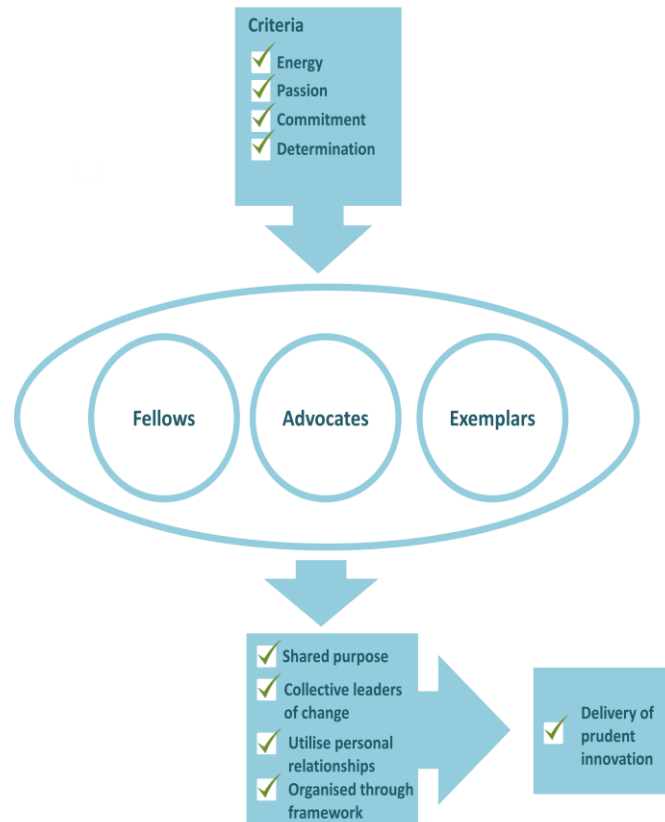 Criteria
Energy
Passion
Commitment
Determination
Fellows
Advocates
Exemplars
Shared purpose
Collective leaders
of change
Utilise personal
relationships
Organised through
framework
Delivery of
prudent
innovation